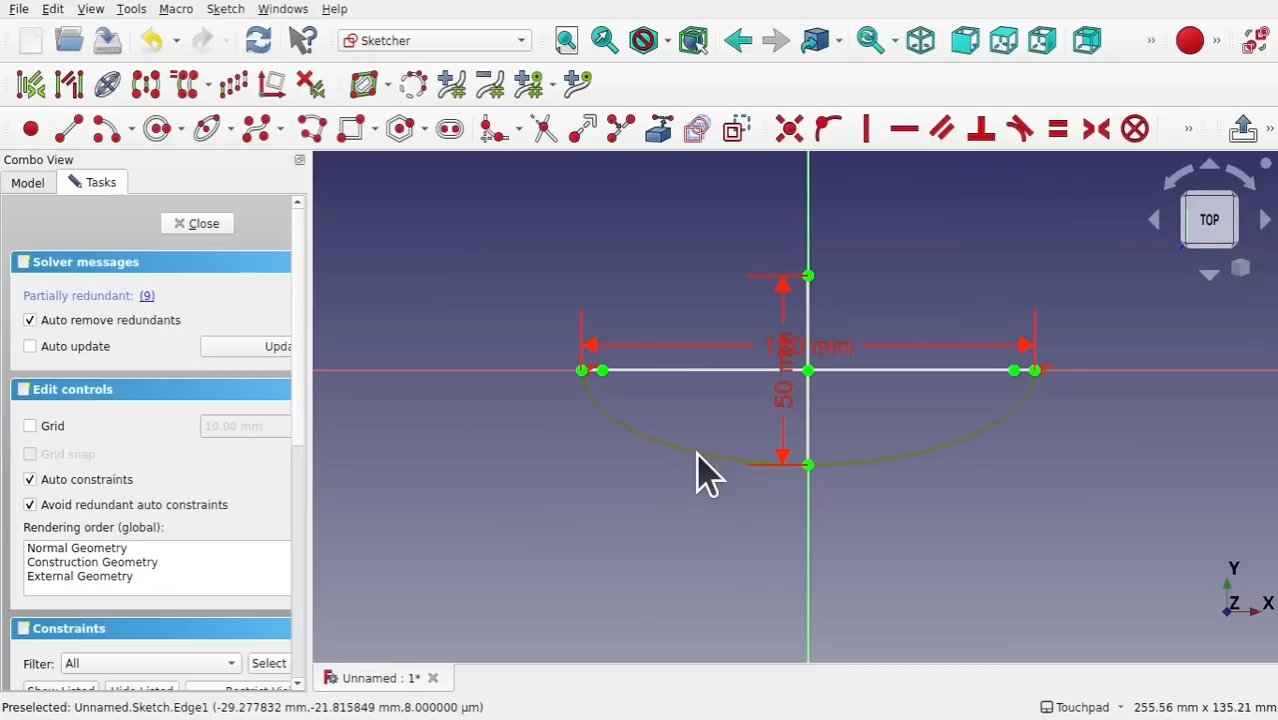 File Edit View Tools Macro Sketch Windows Help
Sketcher
Combo View
Model Tasks
Close
Solver messages
Partially redundant: (9)
Auto remove redundants
Auto update
Upda
Edit controls
Grid
10.00 mm
Grid snap
Auto constraints
Avoid redundant auto constraints
Rendering order (global):
Normal Geometry
Construction Geometry
External Geometry
Constraints
Filter: All
Select
TOP
mm
50
Y
Z X
Unnamed : 1*
Preselected: Unnamed.Sketch.Edge1 (-29.277832 mm,-21.815849 mm,8.000000 μm)
Touchpad
255.56 mm x 135.21 mm